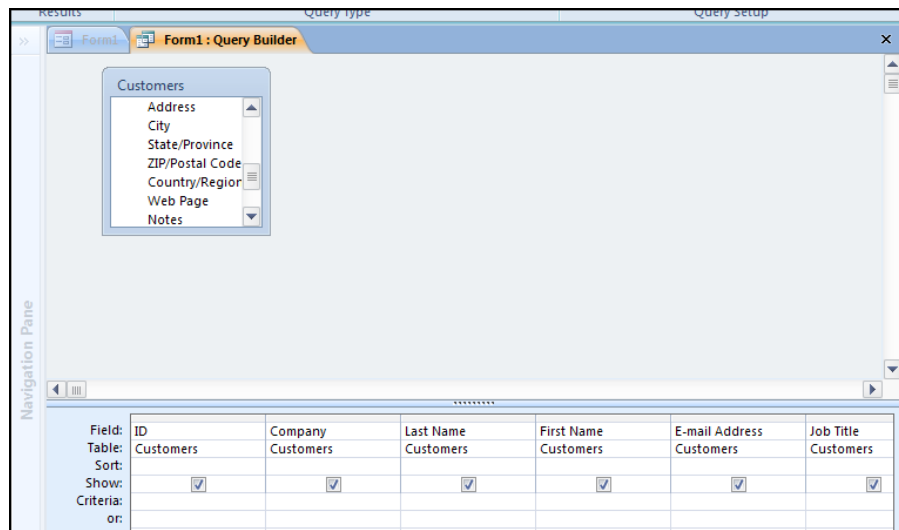 Results Query Type Query Setup
Form1 Form1 : Query Builder
Customers
Address
City
State/Province
ZIP/Postal Code
Country/Region
Web Page
Notes
Navigation Pane
Field: ID Company Last Name First Name E-mail Address Job Title
Table: Customers Customers Customers Customers Customers Customers
Sort:
Show:
Criteria:
or: